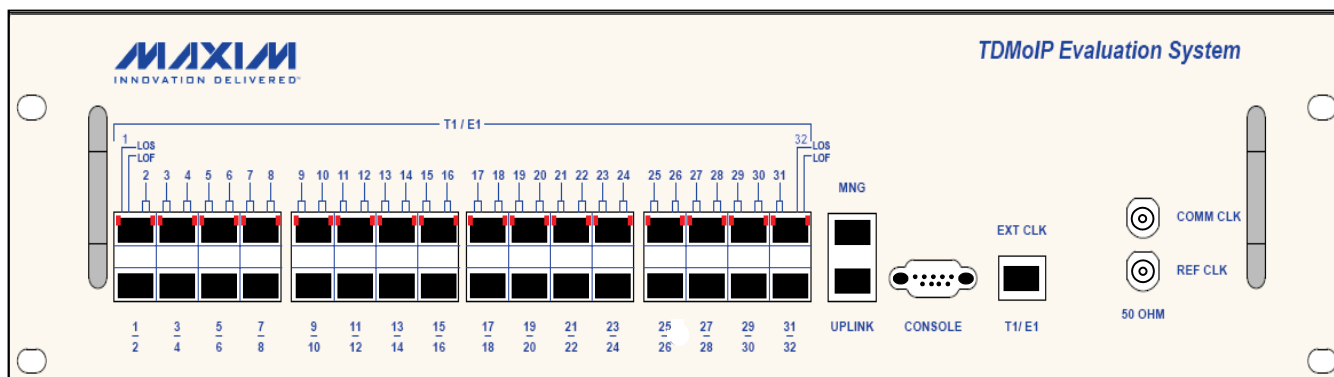 MAXIM
INNOVATION DELIVERED™
TDMoIP Evaluation System
T1 / E1
1 LOS 32 LOS
LOF LOF
2 3 4 5 6 7 8 9 10 11 12 13 14 15 16 17 18 19 20 21 22 23 24 25 26 27 28 29 30 31
MNG
COMM CLK
EXT CLK
REF CLK
50 OHM
1 3 5 7 9 11 13 15 17 19 21 23 25 27 29 31 UPLINK CONSOLE T1/ E1
2 4 6 8 10 12 14 16 18 20 22 24 26 28 30 32